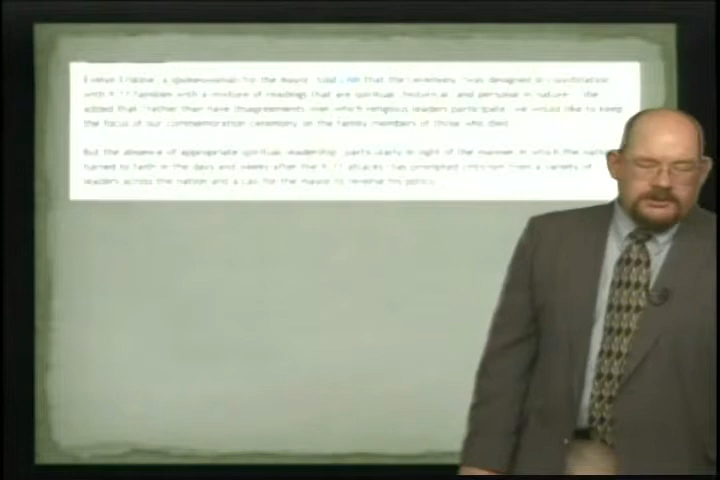 Evelyn Erskine, a spokeswoman for the mayor, told CNN that the ceremony "was designed in coordination
with 9/11 families with a mixture of readings that are spiritual, historical and personal in nature." She
added that "rather than have disagreements over which religious leaders participate, we would like to keep
the focus of our commemoration ceremony on the family members of those who died."
But the absence of appropriate spiritual leadership, particularly in light of the manner in which the nation
turned to faith in the days and weeks after the 9/11 attacks, has prompted criticism from a variety of
leaders across the nation and a call for the mayor to reverse his policy.